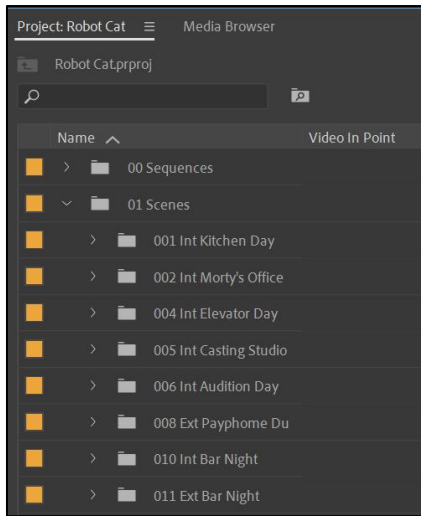 Project: Robot Cat Media Browser
Robot Cat.prproj
Name Video In Point
00 Sequences
01 Scenes
001 Int Kitchen Day
002 Int Morty's Office
004 Int Elevator Day
005 Int Casting Studio
006 Int Audition Day
008 Ext Payphome Du
010 Int Bar Night
011 Ext Bar Night